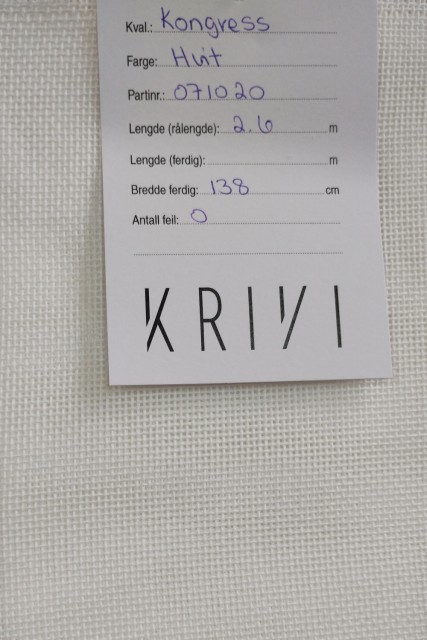 Kval.: Kongress
Farge: Hvit
Partinr.: 071020
Lengde (rålengde): 2.6 m
Lengde (ferdig): m
Bredde ferdig: 138 cm
Antall feil: 0
KRIVI